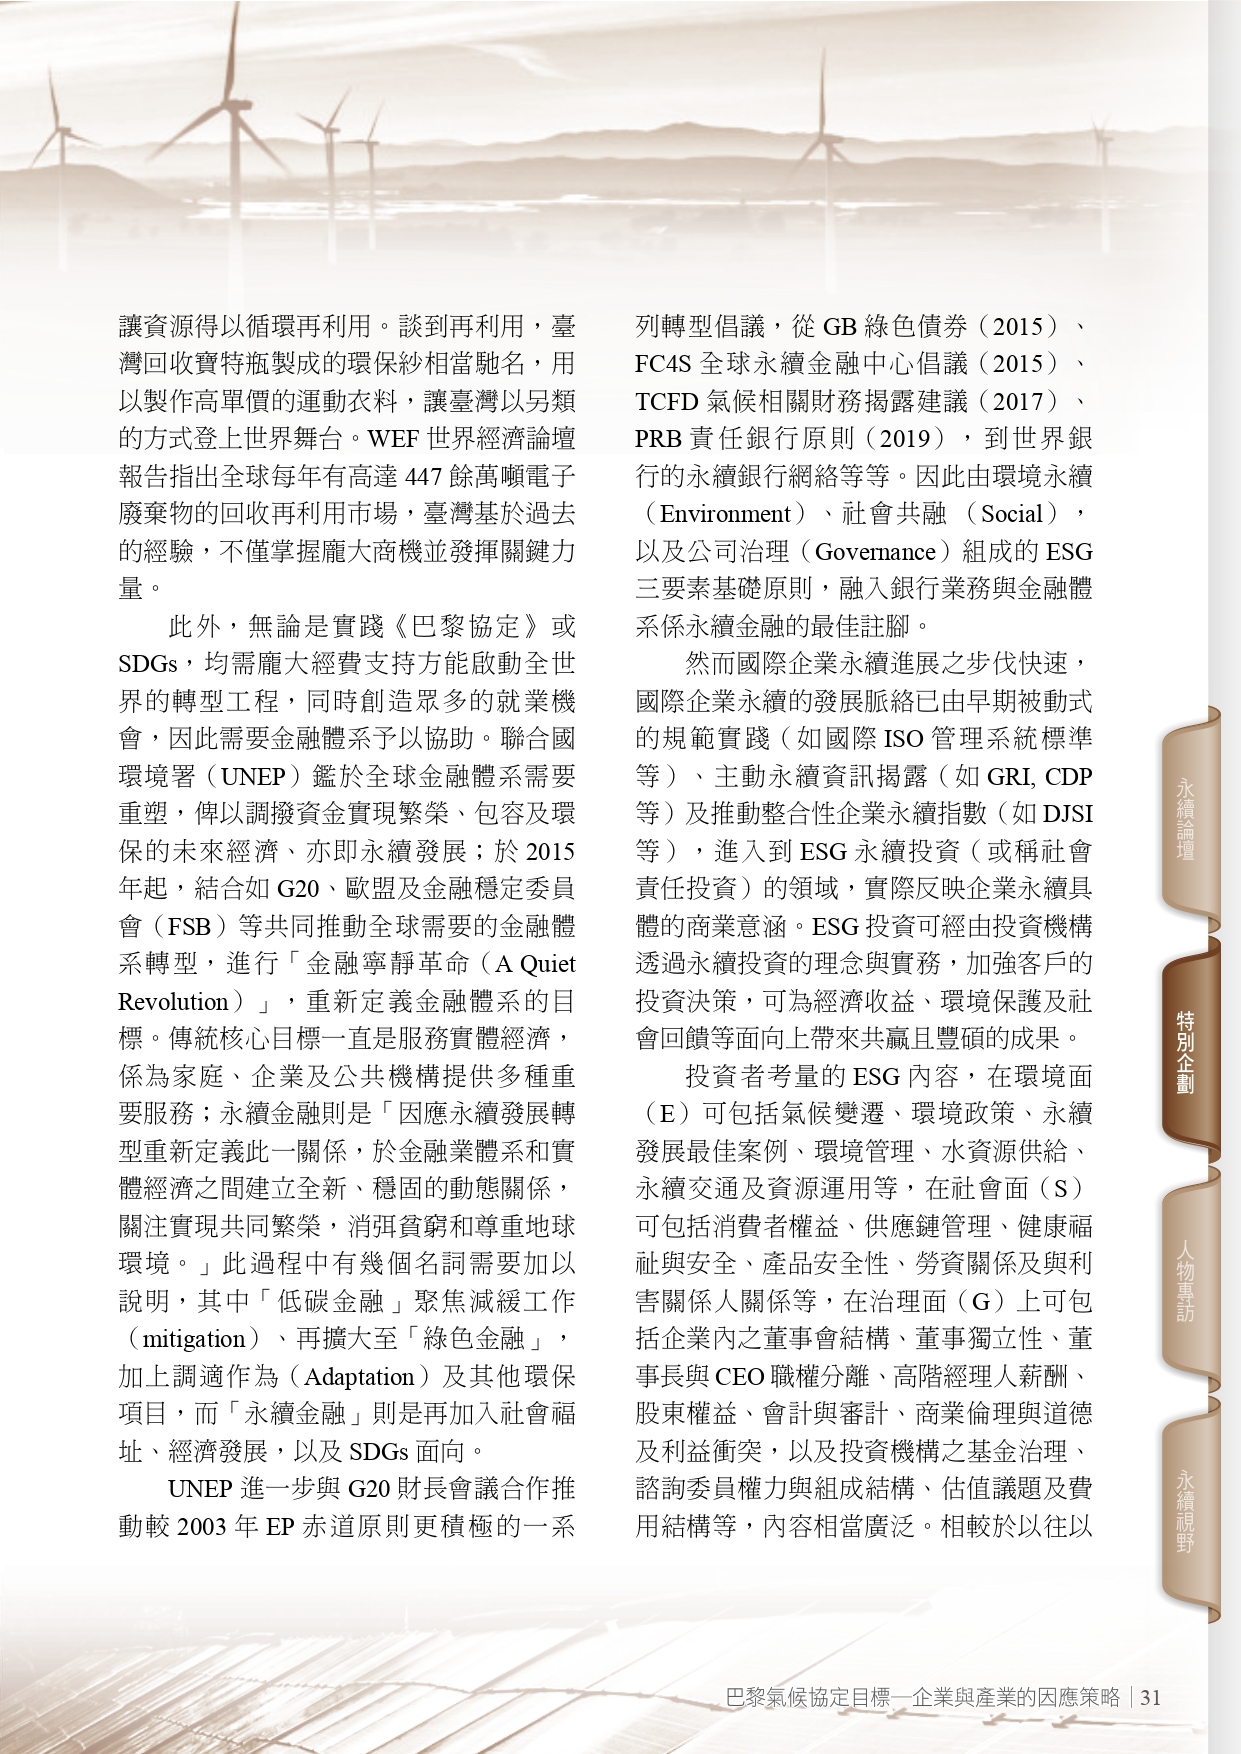 讓資源得以循環再利用。談到再利用，臺
灣回收寶特瓶製成的環保紗相當馳名，用
以製作高單價的運動衣料，讓臺灣以另類
的方式登上世界舞台。WEF 世界經濟論壇
報告指出全球每年有高達 447 餘萬噸電子
廢棄物的回收再利用市場，臺灣基於過去
的經驗，不僅掌握龐大商機並發揮關鍵力
量。
此外，無論是實踐《巴黎協定》或
SDGs，均需龐大經費支持方能啟動全世
界的轉型工程，同時創造眾多的就業機
會，因此需要金融體系予以協助。聯合國
環境署（UNEP）鑑於全球金融體系需要
重塑，俾以調撥資金實現繁榮、包容及環
保的未來經濟、亦即永續發展；於 2015
年起，結合如 G20、歐盟及金融穩定委員
會（FSB）等共同推動全球需要的金融體
系轉型，進行「金融寧靜革命（A Quiet
Revolution）」，重新定義金融體系的目
標。傳統核心目標一直是服務實體經濟，
係為家庭、企業及公共機構提供多種重
要服務；永續金融則是「因應永續發展轉
型重新定義此一關係，於金融業體系和實
體經濟之間建立全新、穩固的動態關係，
關注實現共同繁榮，消弭貧窮和尊重地球
環境。」此過程中有幾個名詞需要加以
說明，其中「低碳金融」聚焦減緩工作
（mitigation）、再擴大至「綠色金融」，
加上調適作為（Adaptation）及其他環保
項目，而「永續金融」則是再加入社會福
址、經濟發展，以及 SDGs 面向。
UNEP 進一步與 G20 財長會議合作推
動較 2003 年 EP 赤道原則更積極的一系
列轉型倡議，從 GB 綠色債券（2015）、
FC4S 全球永續金融中心倡議（2015）、
TCFD 氣候相關財務揭露建議（2017）、
PRB 責任銀行原則（2019），到世界銀
行的永續銀行網絡等等。因此由環境永續
（Environment）、社會共融 （Social），
以及公司治理（Governance）組成的 ESG
三要素基礎原則，融入銀行業務與金融體
系係永續金融的最佳註腳。
然而國際企業永續進展之步伐快速，
國際企業永續的發展脈絡已由早期被動式
的規範實踐（如國際 ISO 管理系統標準
等）、主動永續資訊揭露（如 GRI, CDP
等）及推動整合性企業永續指數（如 DJSI
等），進入到 ESG 永續投資（或稱社會
責任投資）的領域，實際反映企業永續具
體的商業意涵。ESG 投資可經由投資機構
透過永續投資的理念與實務，加強客戶的
投資決策，可為經濟收益、環境保護及社
會回饋等面向上帶來共贏且豐碩的成果。
投資者考量的 ESG 內容，在環境面
（E）可包括氣候變遷、環境政策、永續
發展最佳案例、環境管理、水資源供給、
永續交通及資源運用等，在社會面（S）
可包括消費者權益、供應鏈管理、健康福
祉與安全、產品安全性、勞資關係及與利
害關係人關係等，在治理面（G）上可包
括企業內之董事會結構、董事獨立性、董
事長與 CEO 職權分離、高階經理人薪酬、
股東權益、會計與審計、商業倫理與道德
及利益衝突，以及投資機構之基金治理、
諮詢委員權力與組成結構、估值議題及費
用結構等，內容相當廣泛。相較於以往以
永續論壇
特別企劃
人物專訪
永續視野
巴黎氣候協定目標—企業與產業的因應策略｜31